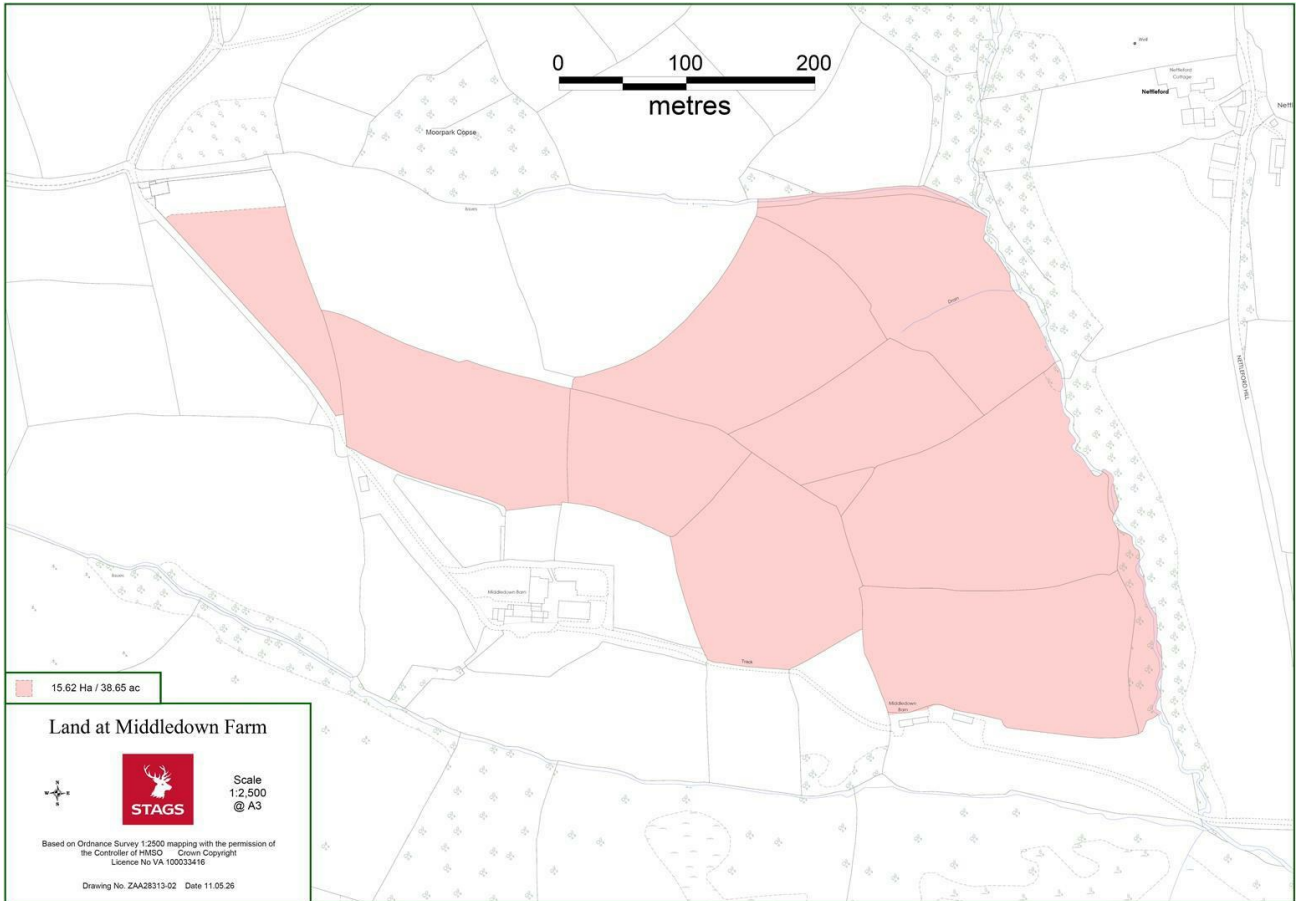 0 100 200
metres
Well
Nettleford
Cottage
Nettleford
Moorpark Copse
Issues
Drain
NETTLEFORD HILL
Issues
Middledown Barn
Track
Middledown
Barn
15.62 Ha / 38.65 ac
Land at Middledown Farm
N
W E
S
STAGS
Scale
1:2,500
@ A3
Based on Ordnance Survey 1:2500 mapping with the permission of
the Controller of HMSO Crown Copyright
Licence No VA 100033416
Drawing No. ZAA28313-02 Date 11.05.26